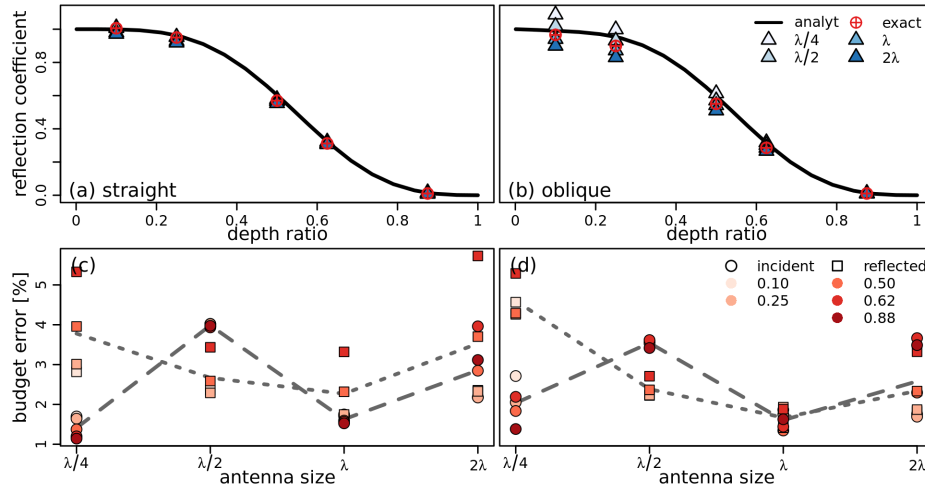 reflection coefficient
0.0
0.4
0.8
(a) straight
0
0.2
0.4
0.6
0.8
1
depth ratio
analyt
exact
λ/4
λ
λ/2
2λ
(b) oblique
0
0.2
0.4
0.6
0.8
1
depth ratio
budget error [%]
1
2
3
4
5
(c)
λ/4
λ/2
λ
2λ
antenna size
(d)
incident
reflected
0.10
0.50
0.25
0.62
0.88
λ/4
λ/2
λ
2λ
antenna size